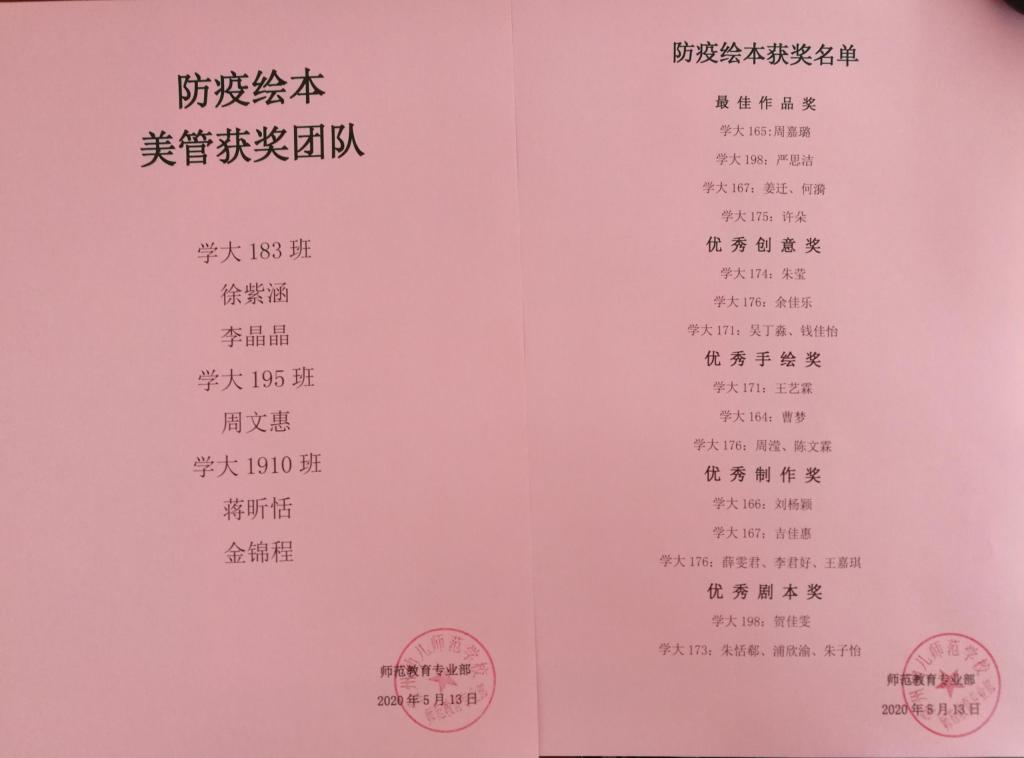 防疫绘本
美管获奖团队
学大 183 班
徐紫涵
李晶晶
学大 195 班
周文惠
学大 1910 班
蒋昕恬
金锦程
师范教育专业部
2020 年 5 月 13 日
防疫绘本获奖名单
最佳作品奖
学大 165:周嘉璐
学大 198：严思洁
学大 167：姜迁、何漪
学大 175：许朵
优秀创意奖
学大 174：朱莹
学大 176：余佳乐
学大 171：吴丁淼、钱佳怡
优秀手绘奖
学大 171：王艺霖
学大 164：曹梦
学大 176：周滢、陈文霖
优秀制作奖
学大 166：刘杨颖
学大 167：吉佳惠
学大 176：薛雯君、李君好、王嘉琪
优秀剧本奖
学大 198：贺佳雯
学大 173：朱恬郗、浦欣渝、朱子怡
师范教育专业部
2020 年 5 月 13 日